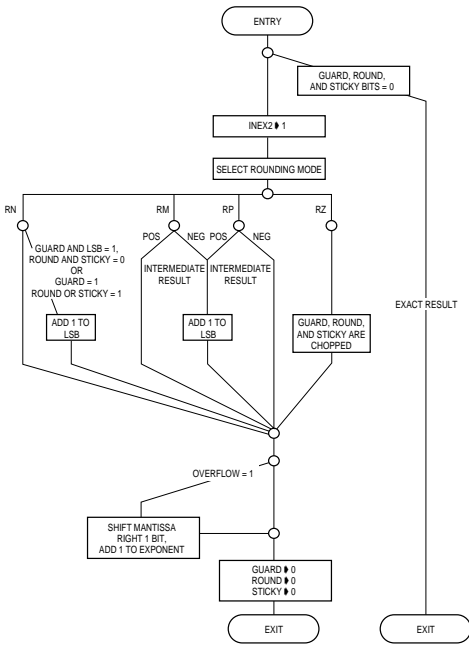 ENTRY
GUARD, ROUND,
AND STICKY BITS = 0
INEX2 ➧ 1
SELECT ROUNDING MODE
RN
RM
RP
RZ
POS
NEG
POS
NEG
GUARD AND LSB = 1,
ROUND AND STICKY = 0
OR
GUARD = 1
ROUND OR STICKY = 1
INTERMEDIATE
RESULT
INTERMEDIATE
RESULT
EXACT RESULT
ADD 1 TO
LSB
ADD 1 TO
LSB
GUARD, ROUND,
AND STICKY ARE
CHOPPED
OVERFLOW = 1
SHIFT MANTISSA
RIGHT 1 BIT,
ADD 1 TO EXPONENT
GUARD ➧ 0
ROUND ➧ 0
STICKY ➧ 0
EXIT
EXIT